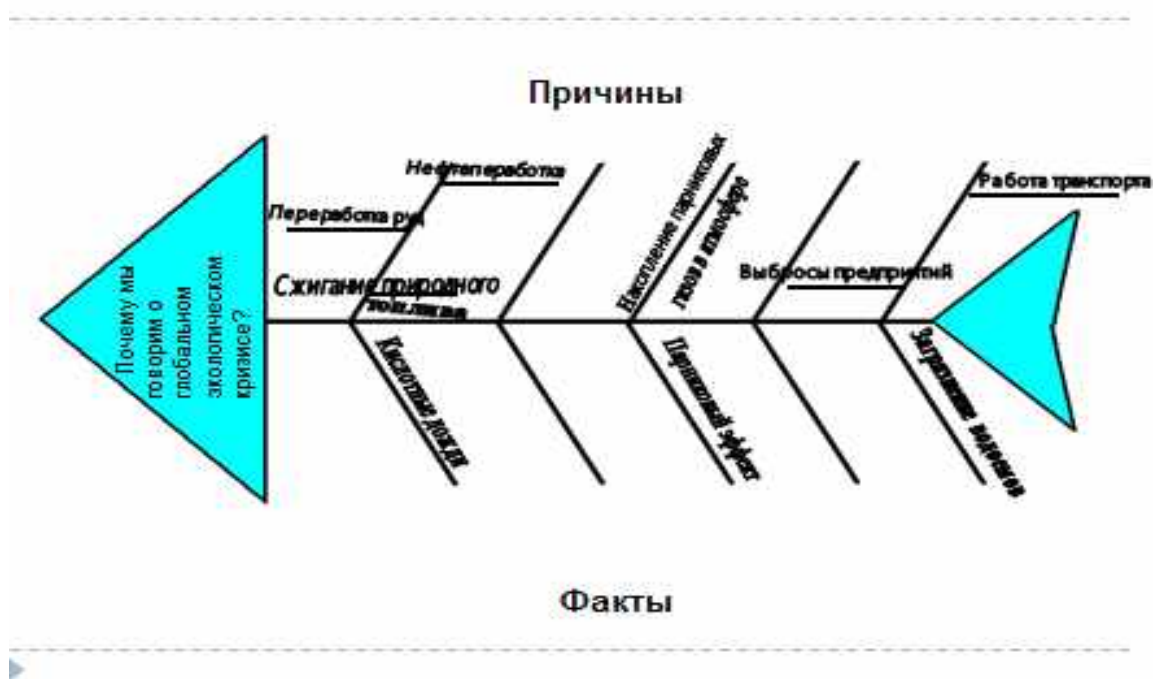 Причины
Нефтепеработка
Накопление парниковых
газов в атмосфере
Работа транспорта
Переработка руд
Выбросы предприятий
Сжигание природного
топлива
Почему мы
говорим о
глобальном
экологическом
кризисе?
Кислотные дожди
Парниковый эффект
Загрязнение водоемов
Факты